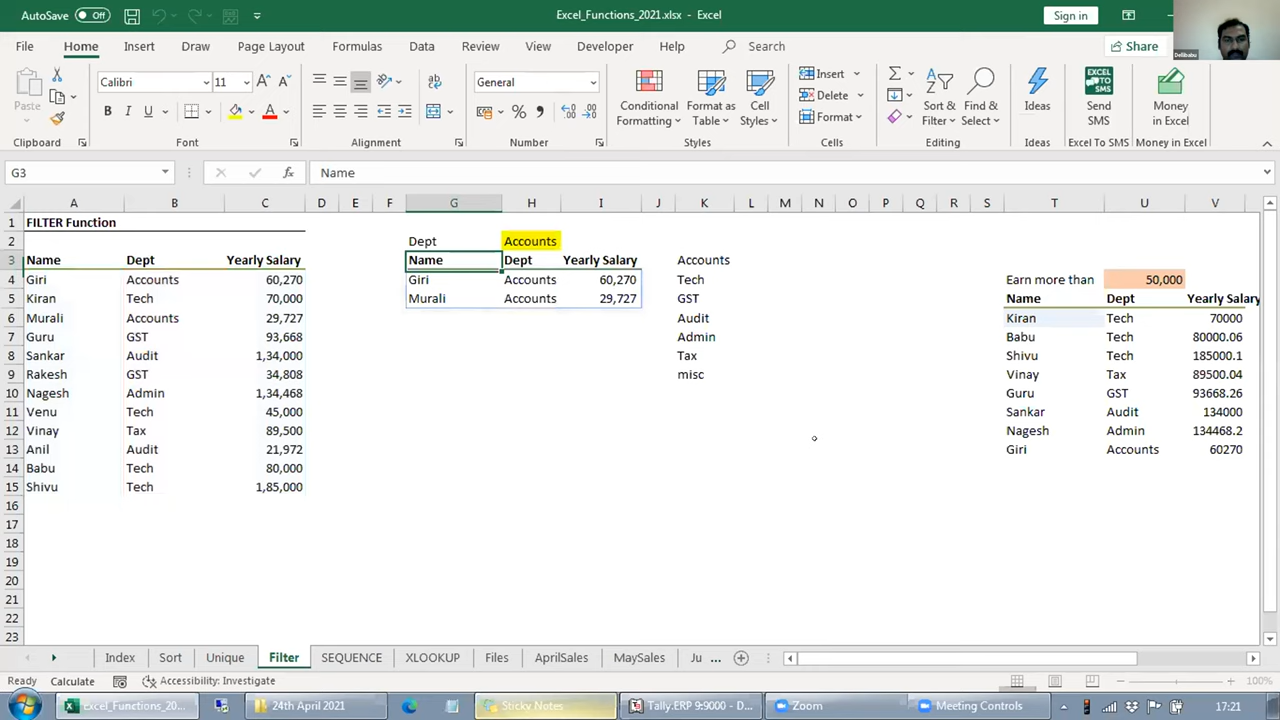 AutoSave Off Excel_Functions_2021.xlsx - Excel Sign in
Dellibabu
File Home Insert Draw Page Layout Formulas Data Review View Developer Help Search Share
Paste Calibri 11 General Conditional Formatting Format as Table Cell Styles Insert Delete Format Sort & Filter Find & Select Ideas Send SMS Money in Excel
B I U
Clipboard Font Alignment Number Styles Cells Editing Ideas Excel To SMS Money in Excel
G3 fx Name
A B C D E F G H I J K L M N O P Q R S T U V
1 FILTER Function
2 Dept Accounts
3 Name Dept Yearly Salary Name Dept Yearly Salary Accounts
4 Giri Accounts 60,270 Giri Accounts 60,270 Tech Earn more than 50,000
5 Kiran Tech 70,000 Murali Accounts 29,727 GST Name Dept Yearly Salary
6 Murali Accounts 29,727 Audit Kiran Tech 70000
7 Guru GST 93,668 Admin Babu Tech 80000.06
8 Sankar Audit 1,34,000 Tax Shivu Tech 185000.1
9 Rakesh GST 34,808 misc Vinay Tax 89500.04
10 Nagesh Admin 1,34,468 Guru GST 93668.26
11 Venu Tech 45,000 Sankar Audit 134000
12 Vinay Tax 89,500 Nagesh Admin 134468.2
13 Anil Audit 21,972 Giri Accounts 60270
14 Babu Tech 80,000
15 Shivu Tech 1,85,000
16
17
18
19
20
21
22
23
Index Sort Unique Filter SEQUENCE XLOOKUP Files AprilSales MaySales Ju ...
Ready Calculate Accessibility: Investigate 100%
Excel_Functions_20... 24th April 2021 Sticky Notes Tally.ERP 9:9000 - D... Zoom Meeting Controls 17:21